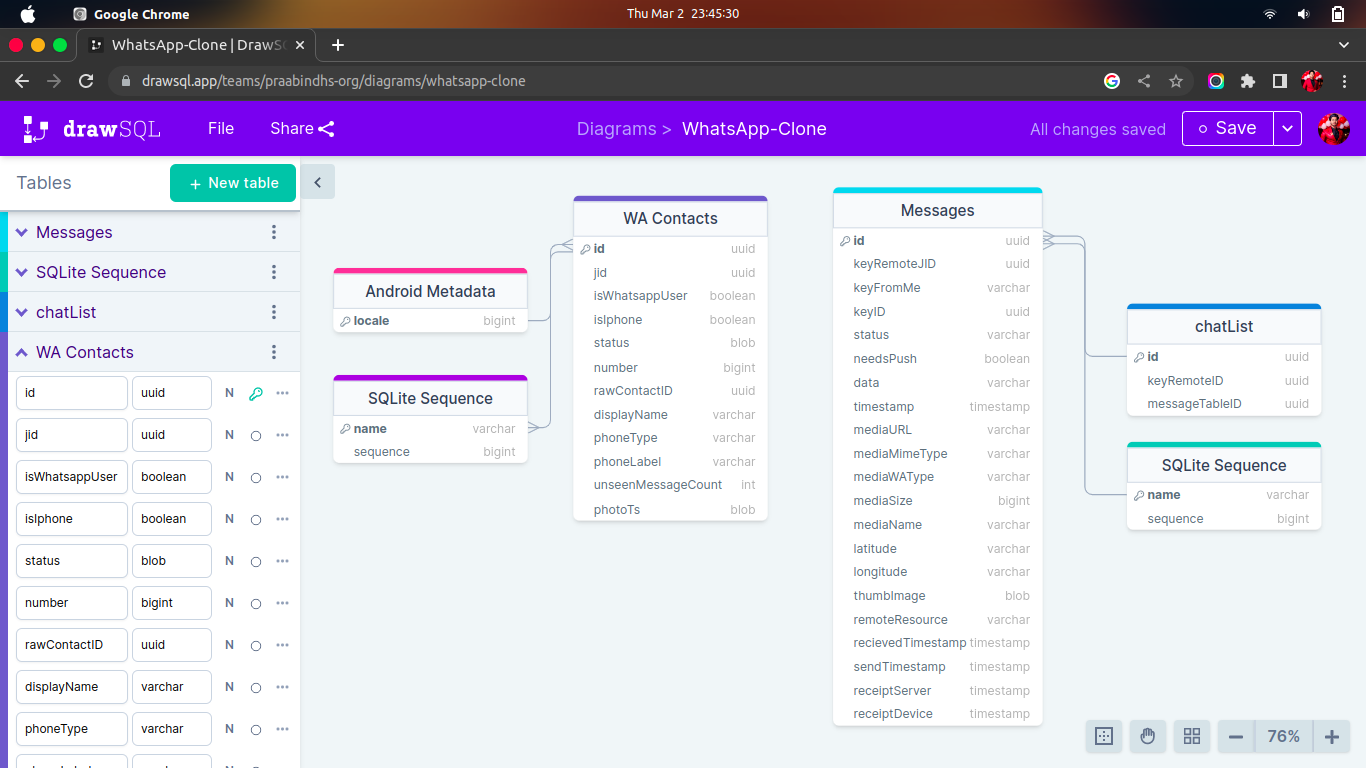 Google Chrome
Thu Mar 2 23:45:30
WhatsApp-Clone | DrawSQ
drawsql.app/teams/praabindhs-org/diagrams/whatsapp-clone
drawSQL
File
Share
Diagrams >
WhatsApp-Clone
All changes saved
Save
Tables
+ New table
Messages
SQLite Sequence
chatList
WA Contacts
id uuid N
jid uuid N
isWhatsappUser boolean N
isIphone boolean N
status blob N
number bigint N
rawContactID uuid N
displayName varchar N
phoneType varchar N
Android Metadata
locale bigint
SQLite Sequence
name varchar
sequence bigint
WA Contacts
id uuid
jid uuid
isWhatsappUser boolean
isIphone boolean
status blob
number bigint
rawContactID uuid
displayName varchar
phoneType varchar
phoneLabel varchar
unseenMessageCount int
photoTs blob
Messages
id uuid
keyRemoteJID uuid
keyFromMe varchar
keyID uuid
status varchar
needsPush boolean
data varchar
timestamp timestamp
mediaURL varchar
mediaMimeType varchar
mediaWAType varchar
mediaSize bigint
mediaName varchar
latitude varchar
longitude varchar
thumbImage blob
remoteResource varchar
recievedTimestamp timestamp
sendTimestamp timestamp
receiptServer timestamp
receiptDevice timestamp
chatList
id uuid
keyRemoteID uuid
messageTableID uuid
SQLite Sequence
name varchar
sequence bigint
76%